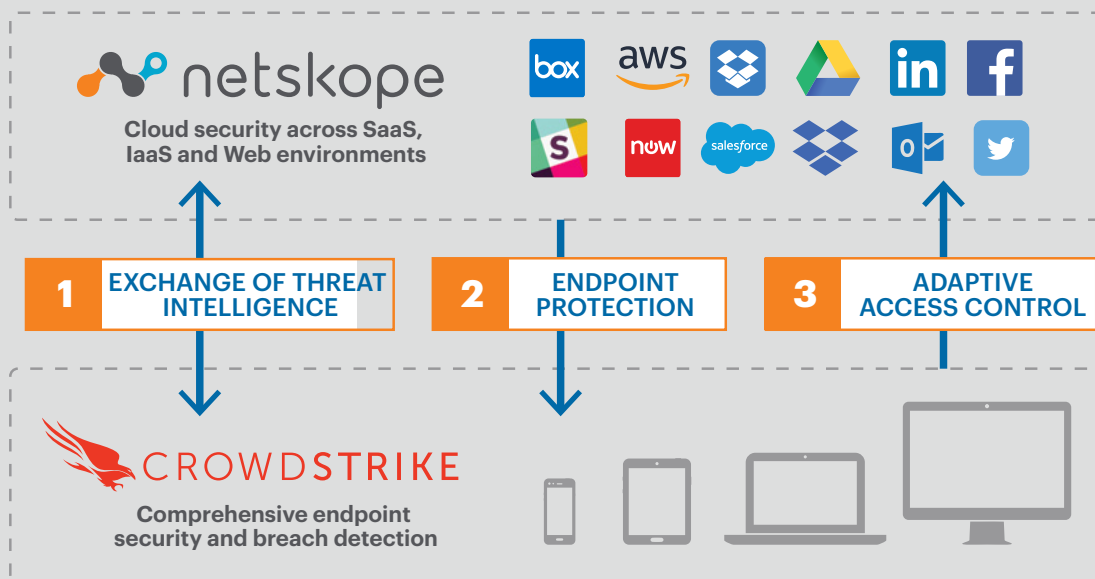 netskope
Cloud security across SaaS,
IaaS and Web environments
box
aws
in
f
S
now
salesforce
O
1
EXCHANGE OF THREAT
INTELLIGENCE
2
ENDPOINT
PROTECTION
3
ADAPTIVE
ACCESS CONTROL
CROWDSTRIKE
Comprehensive endpoint
security and breach detection